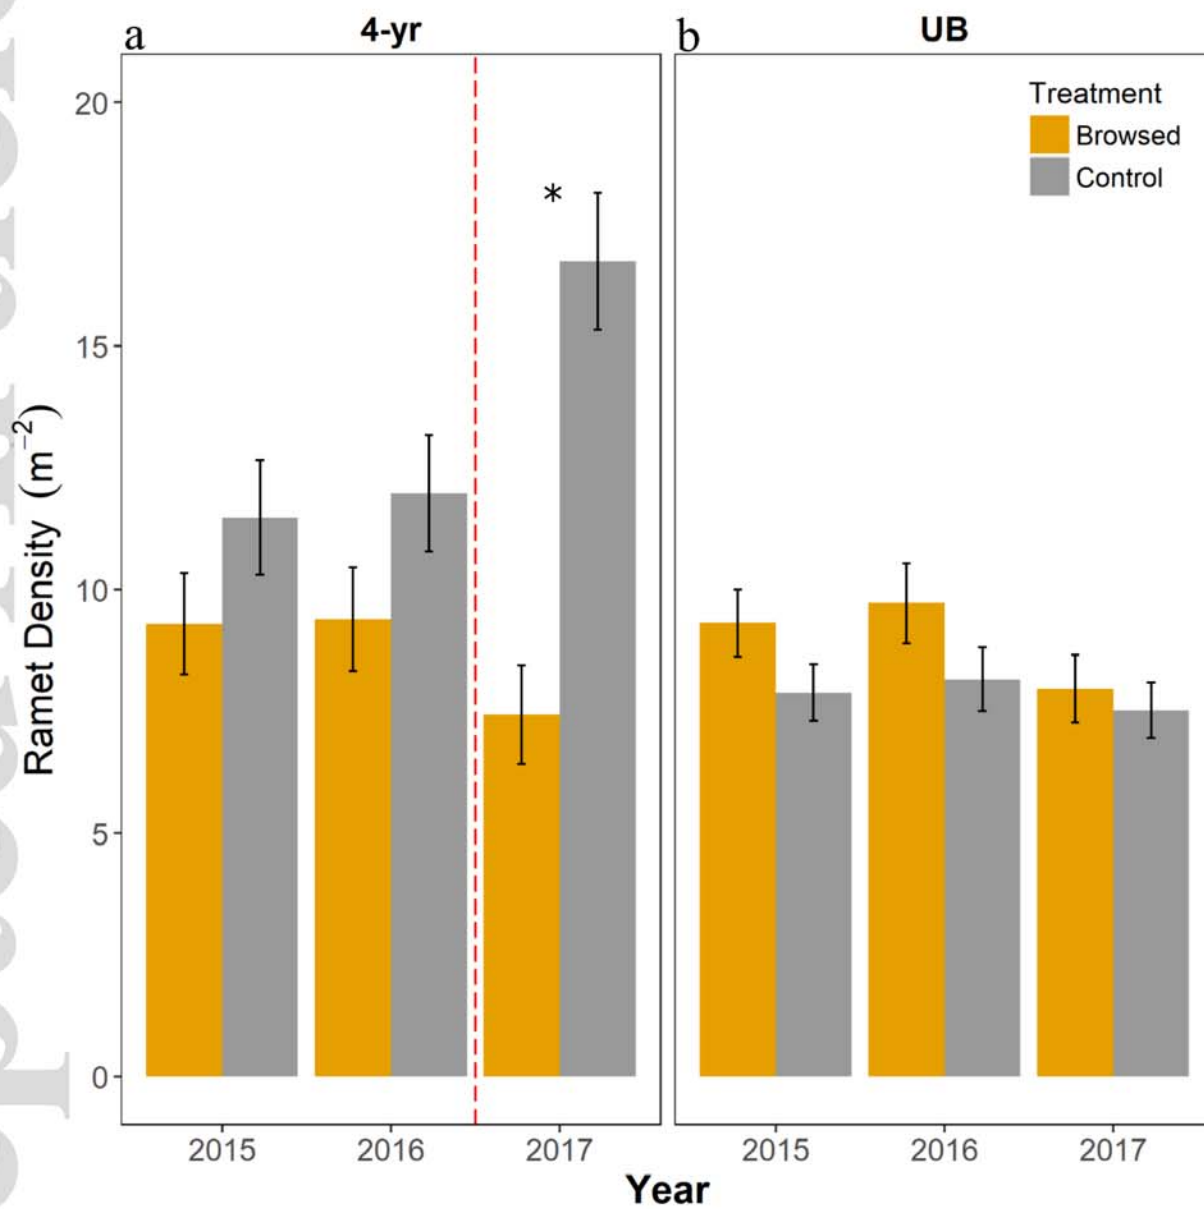 a 4-yr
b UB
Treatment
Browsed
Control
20
15
10
5
0
*
Ramet Density (m⁻²)
2015 2016 2017
2015 2016 2017
Year